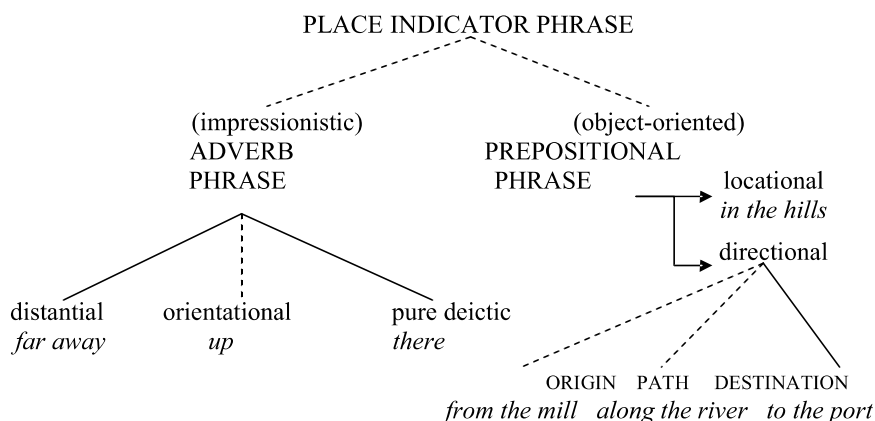 PLACE INDICATOR PHRASE
(impressionistic) (object-oriented)
ADVERB PREPOSITIONAL
PHRASE PHRASE
locational
in the hills
directional
distantial orientational pure deictic
far away up there
ORIGIN PATH DESTINATION
from the mill along the river to the port